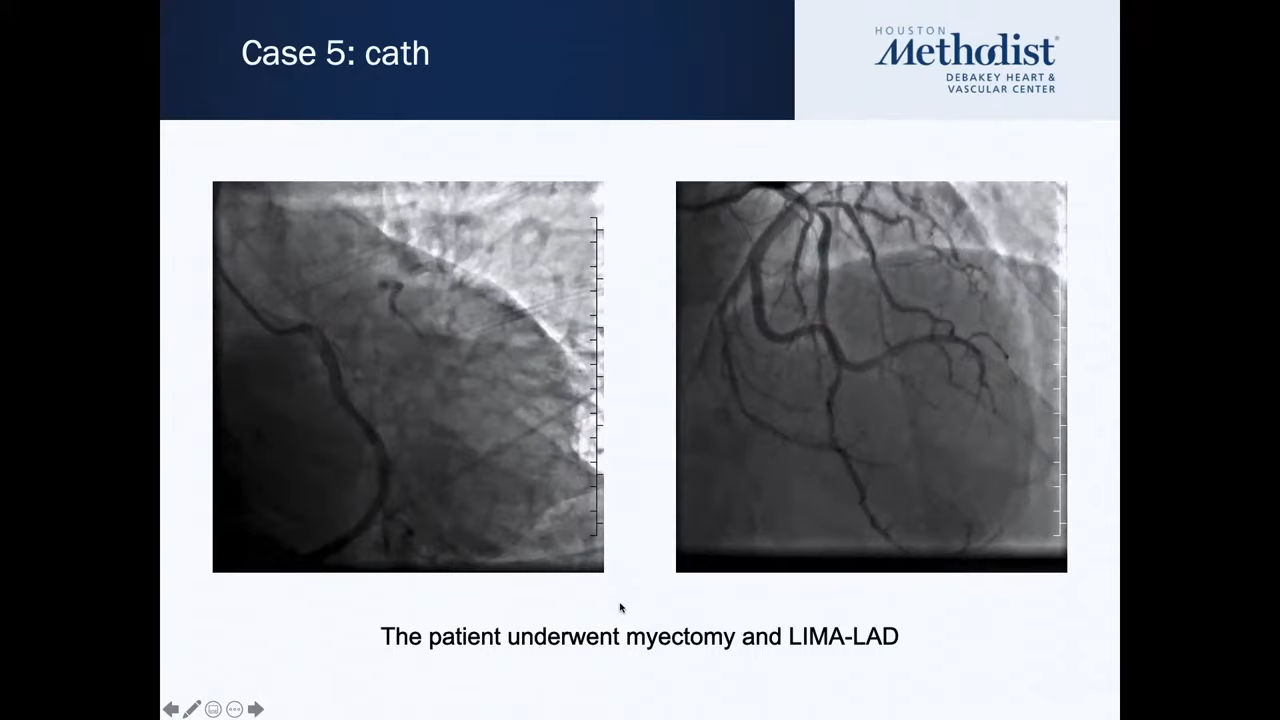 Case 5: cath
HOUSTON
Methodist
DEBAKEY HEART &
VASCULAR CENTER
The patient underwent myectomy and LIMA-LAD